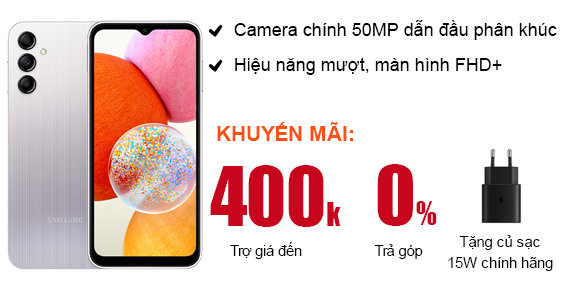 Camera chính 50MP dẫn đầu phân khúc
Hiệu năng mượt, màn hình FHD+
KHUYẾN MÃI:
400k
Trợ giá đến
0%
Trả góp
Tặng củ sạc
15W chính hãng
SAMSUNG